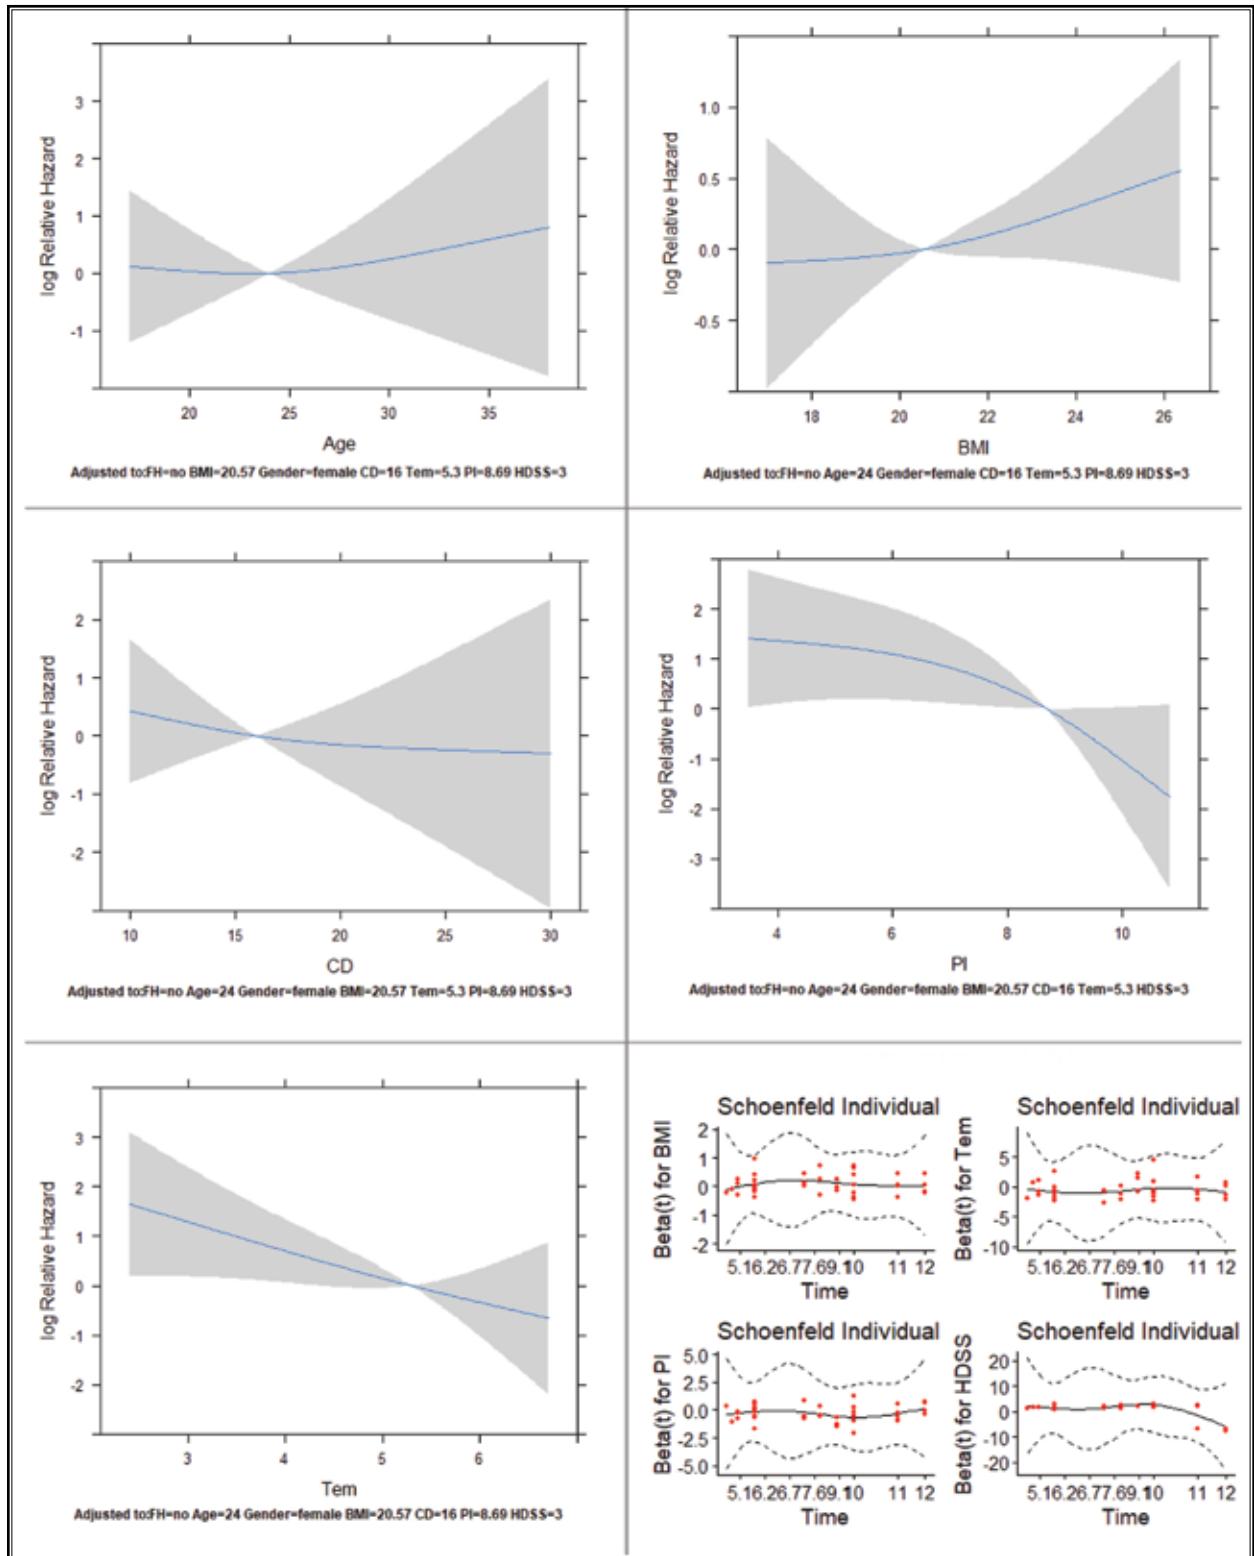 log Relative Hazard
3
2
1
0
-1
20 25 30 35
Age
Adjusted to:FH=no BMI=20.57 Gender=female CD=16 Tem=5.3 PI=8.69 HDSS=3
log Relative Hazard
1.0
0.5
0.0
-0.5
18 20 22 24 26
BMI
Adjusted to:FH=no Age=24 Gender=female CD=16 Tem=5.3 PI=8.69 HDSS=3
log Relative Hazard
2
1
0
-1
-2
10 15 20 25 30
CD
Adjusted to:FH=no Age=24 Gender=female BMI=20.57 Tem=5.3 PI=8.69 HDSS=3
log Relative Hazard
2
1
0
-1
-2
-3
4 6 8 10
PI
Adjusted to:FH=no Age=24 Gender=female BMI=20.57 CD=16 Tem=5.3 HDSS=3
log Relative Hazard
3
2
1
0
-1
-2
3 4 5 6
Tem
Adjusted to:FH=no Age=24 Gender=female BMI=20.57 CD=16 PI=8.69 HDSS=3
Schoenfeld Individual
Beta(t) for BMI
2
1
0
-1
-2
5.16.26.77.69.110 11 12
Time
Schoenfeld Individual
Beta(t) for Tem
5
0
-5
-10
5.16.26.77.69.110 11 12
Time
Schoenfeld Individual
Beta(t) for PI
5.0
2.5
0.0
-2.5
-5.0
5.16.26.77.69.110 11 12
Time
Schoenfeld Individual
Beta(t) for HDSS
20
10
0
-10
-20
5.16.26.77.69.110 11 12
Time